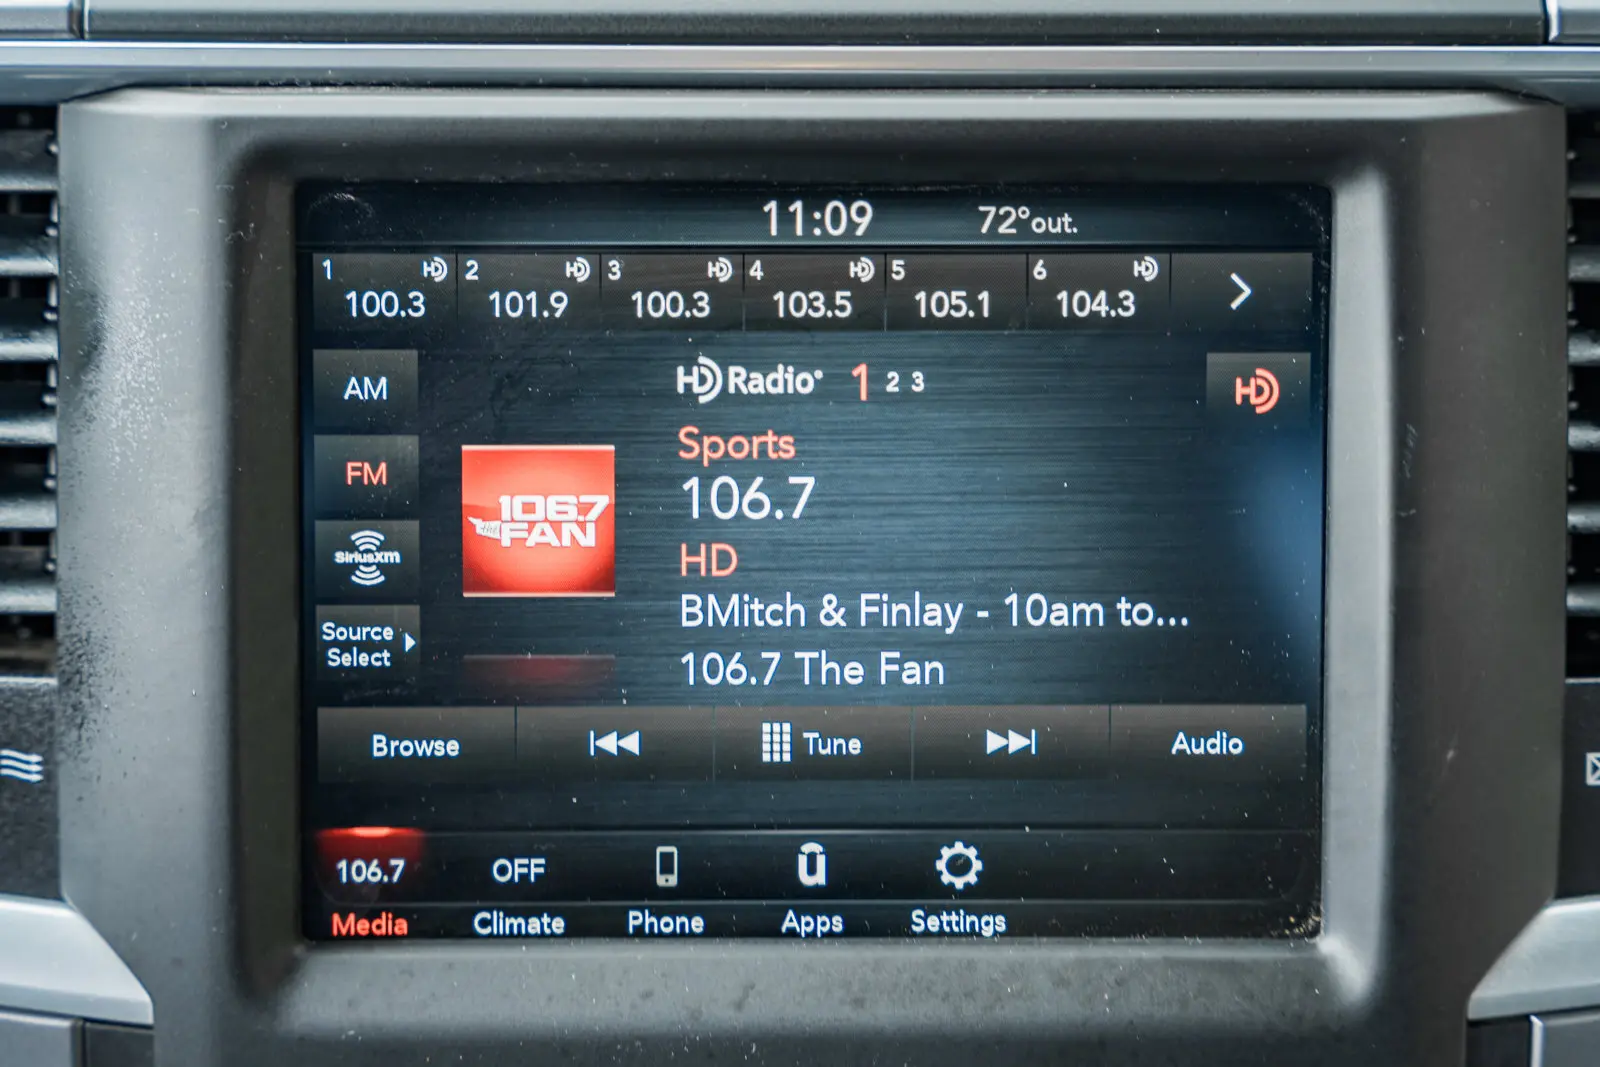 11:09 72°out.
1 HD 2 HD 3 HD 4 HD 5 6 HD
100.3 101.9 100.3 103.5 105.1 104.3
AM
FM
SiriusXM
Source
Select
HD Radio 1 2 3
HD
Sports
106.7
HD
BMitch & Finlay - 10am to...
106.7 The Fan
106.7
the FAN
Browse Tune Audio
106.7 OFF
Media Climate Phone Apps Settings